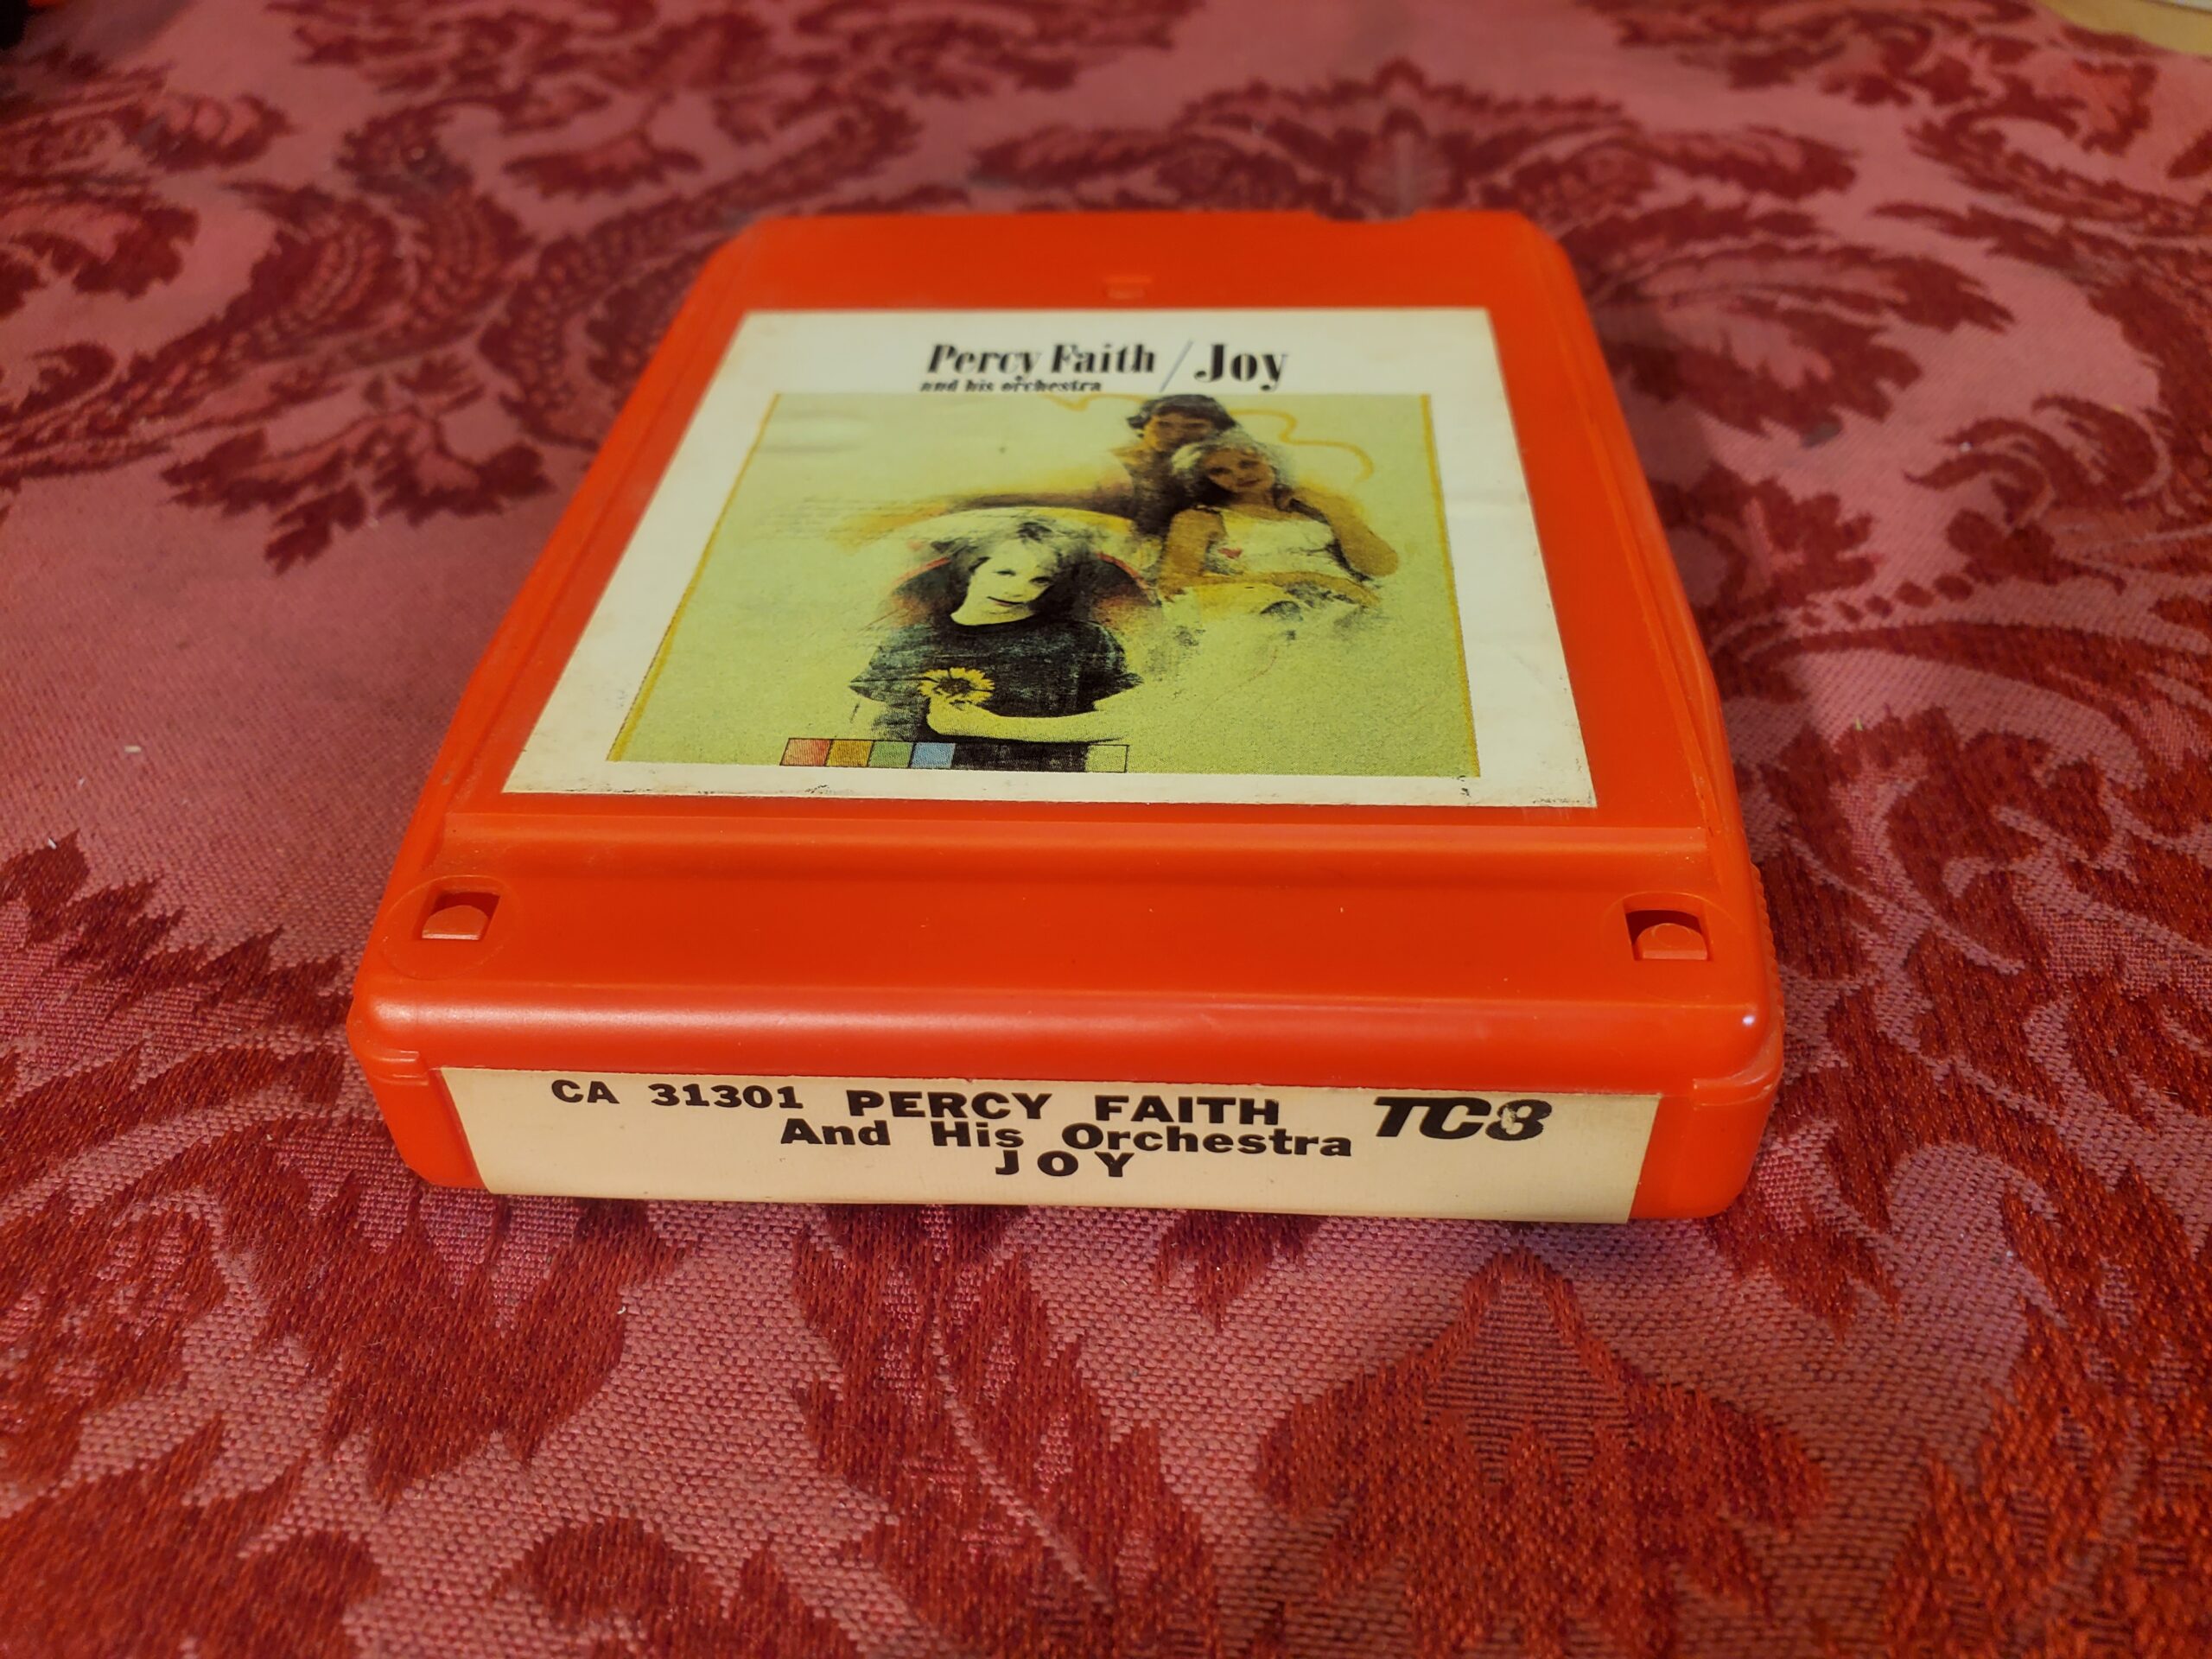 Percy Faith / Joy
and his orchestra
CA 31301 PERCY FAITH TC8
And His Orchestra
JOY